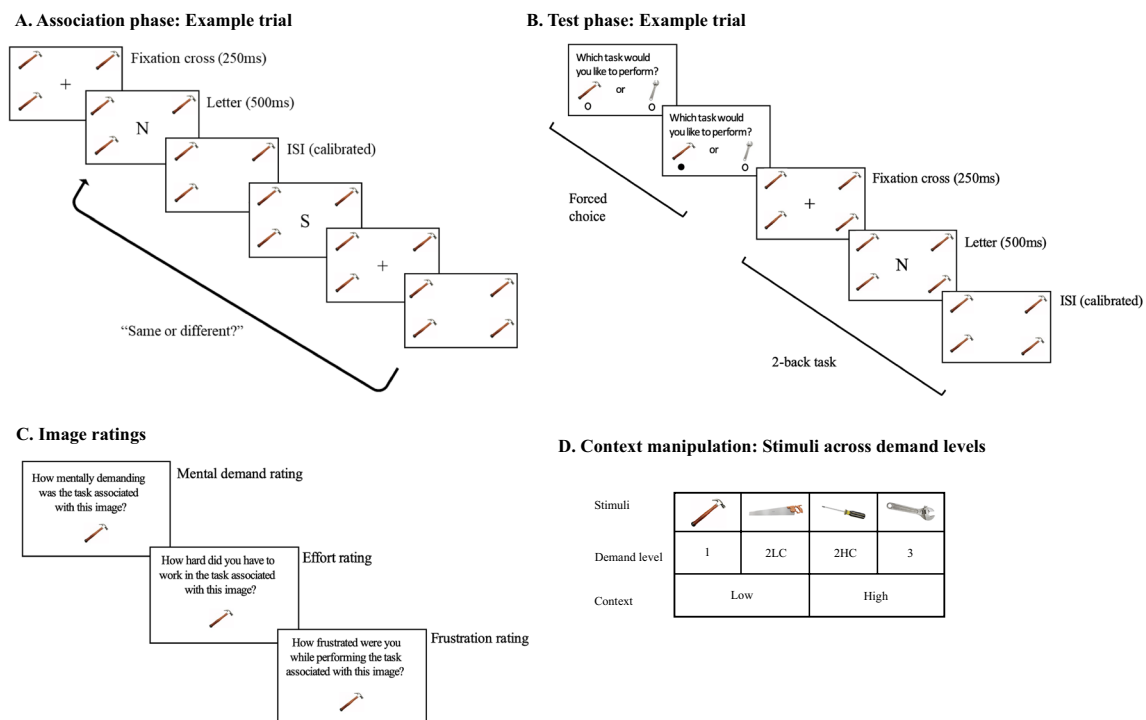 A. Association phase: Example trial
Fixation cross (250ms)
+
Letter (500ms)
N
ISI (calibrated)
S
+
“Same or different?”
B. Test phase: Example trial
Which task would
you like to perform?
or
Which task would
you like to perform?
or
Forced
choice
Fixation cross (250ms)
+
Letter (500ms)
N
ISI (calibrated)
2-back task
C. Image ratings
How mentally demanding
was the task associated
with this image?
Mental demand rating
How hard did you have to
work in the task associated
with this image?
Effort rating
How frustrated were you
while performing the task
associated with this image?
Frustration rating
D. Context manipulation: Stimuli across demand levels
Stimuli
Demand level 1 2LC 2HC 3
Context Low High